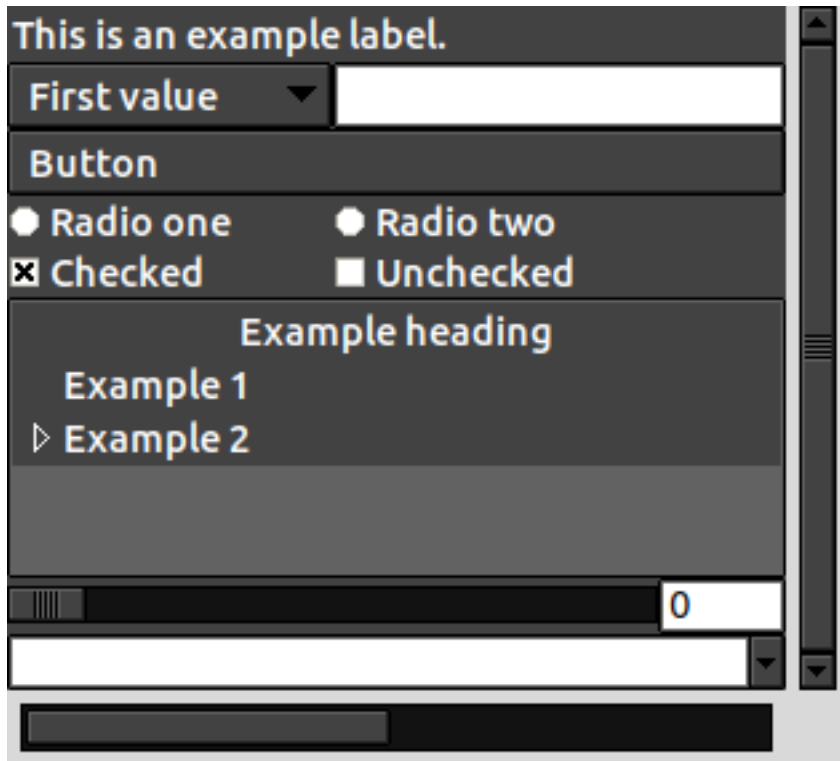 This is an example label.
First value
Button
Radio one Radio two
Checked Unchecked
Example heading
Example 1
Example 2
0